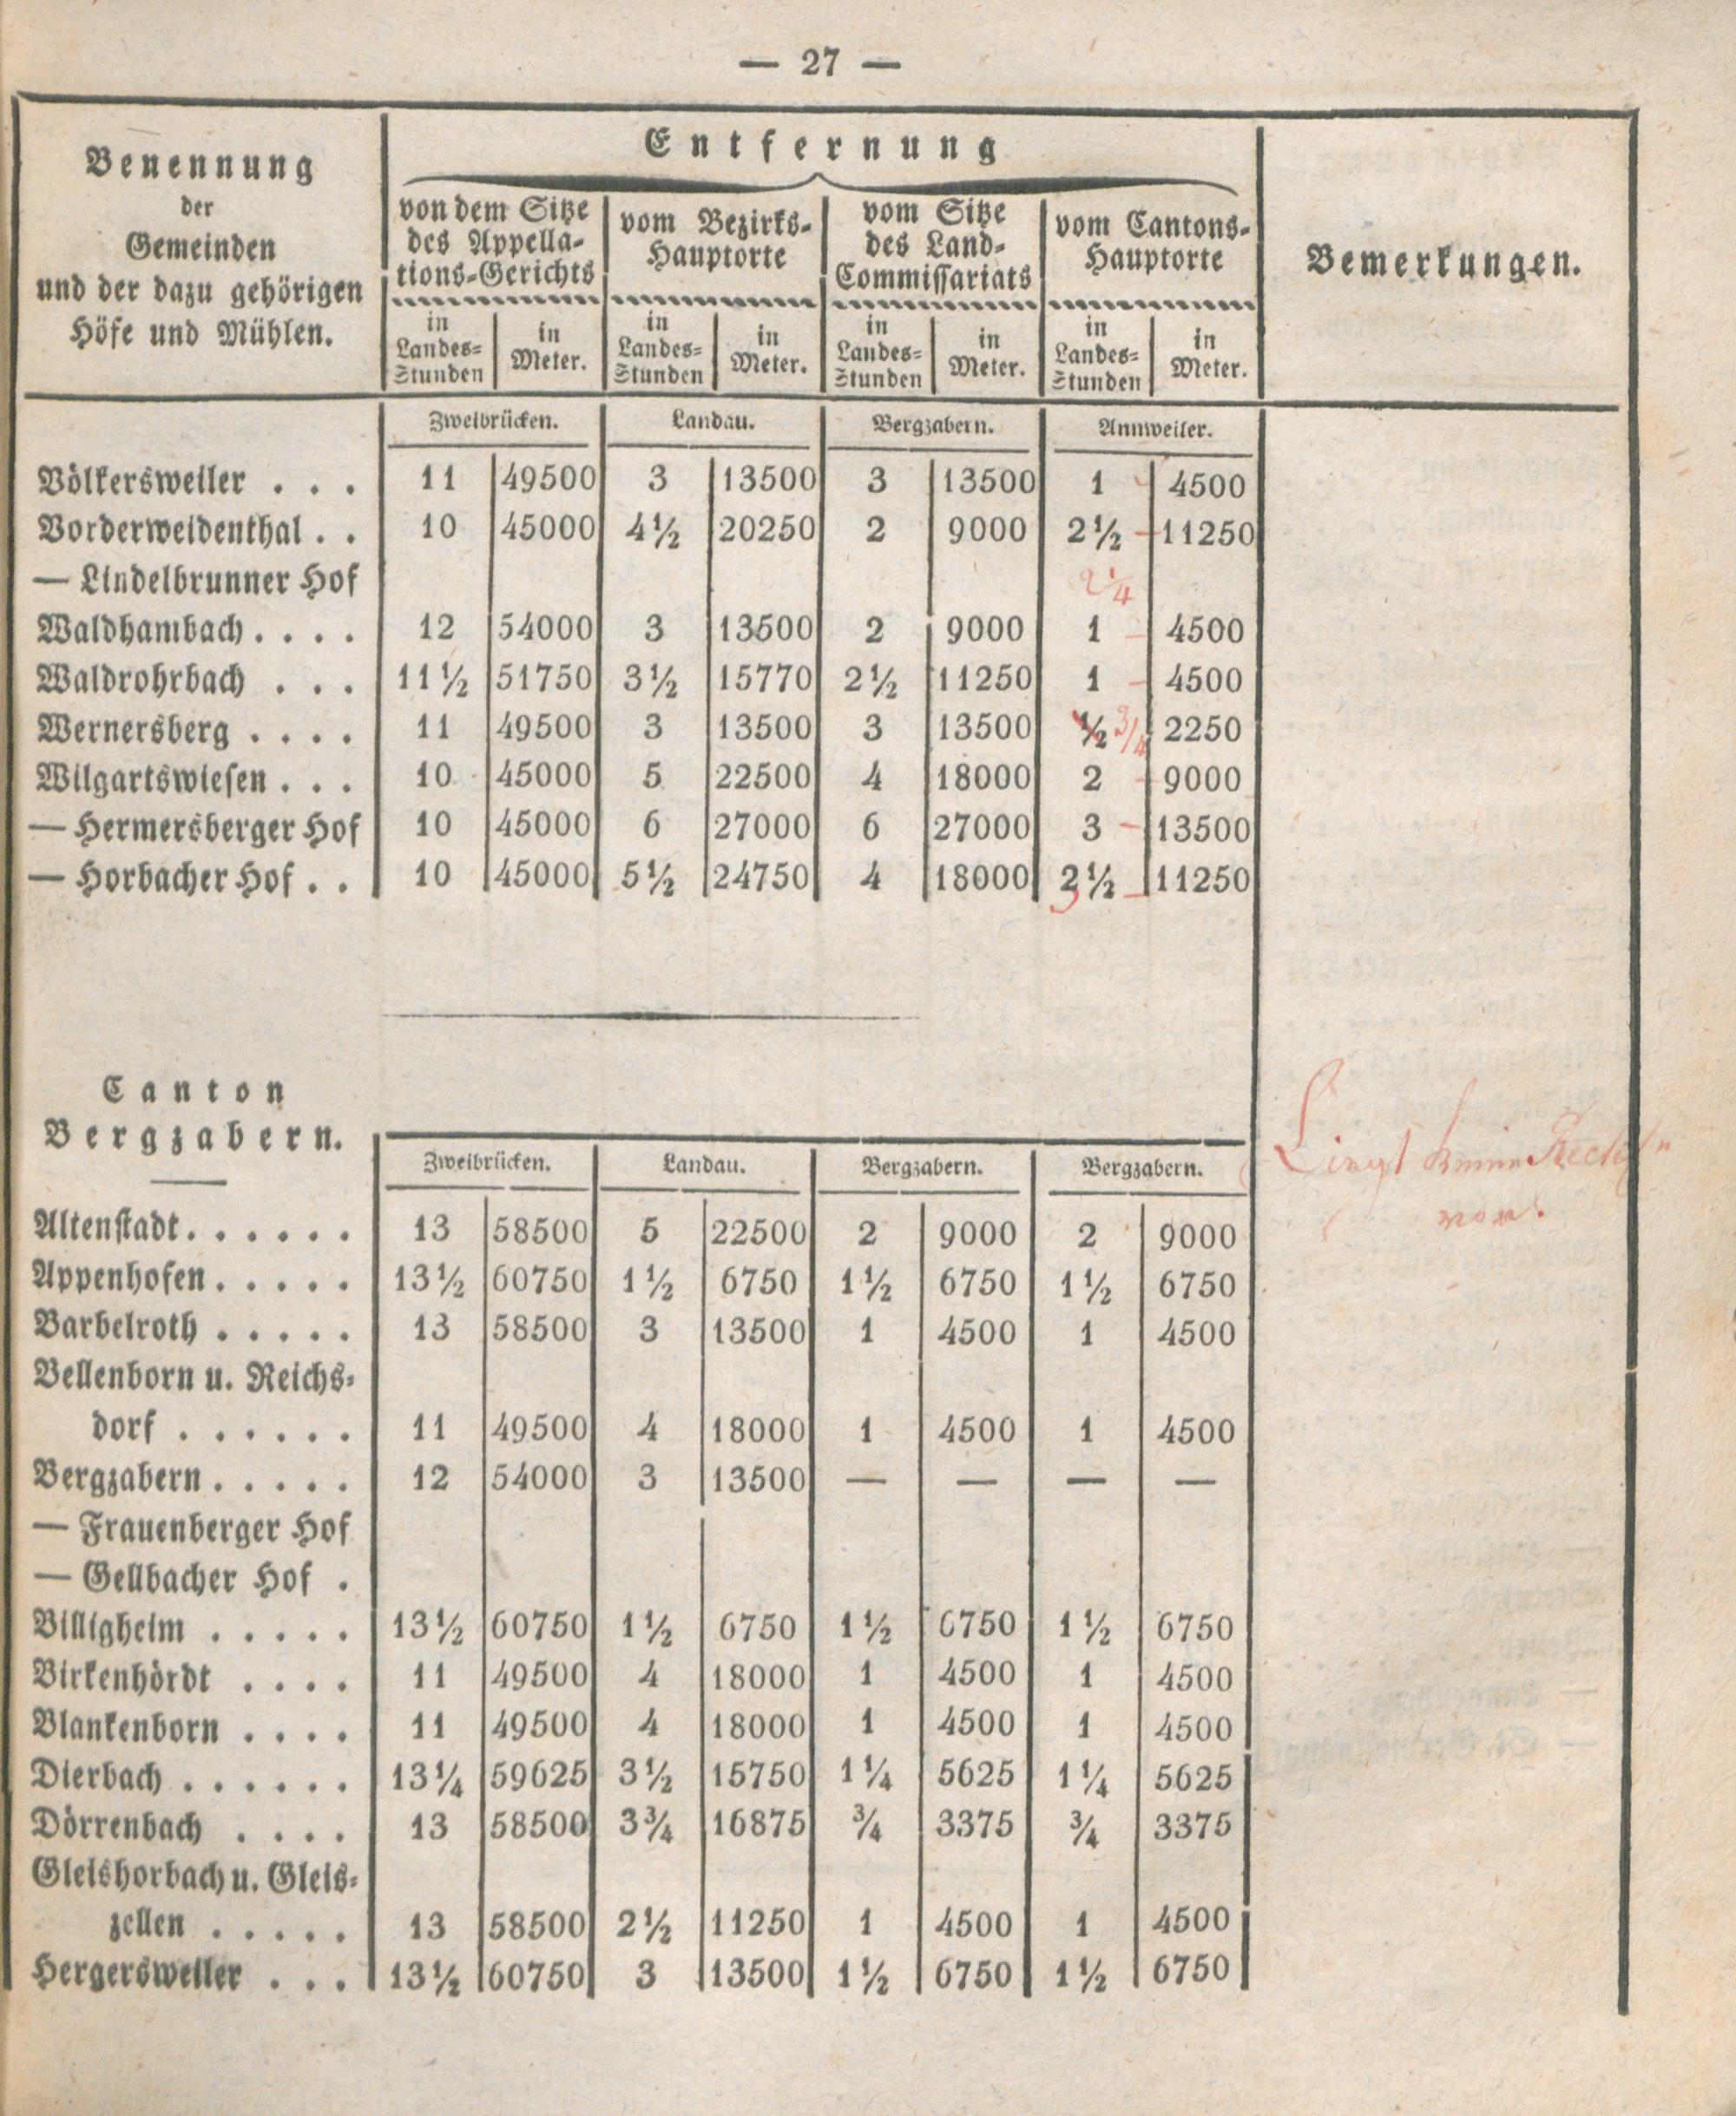 — 27 —
Benennung
der
Gemeinden
und der dazu gehörigen
Höfe und Mühlen.
Entfernung
von dem Sitze
des Appella-
tions-Gerichts
vom Bezirks-
Hauptorte
vom Sitze
des Land-
Commissariats
vom Cantons-
Hauptorte
Bemerkungen.
in Landes-Stunden in Meter. in Landes-Stunden in Meter. in Landes-Stunden in Meter. in Landes-Stunden in Meter.
Zweibrücken. Landau. Bergzabern. Annweiler.
Völkersweiler . . . 11 49500 3 13500 3 13500 1 4500
Vorderweidenthal . . 10 45000 4½ 20250 2 9000 2½ 11250
— Lindelbrunner Hof 2¼
Waldhambach . . . . 12 54000 3 13500 2 9000 1 4500
Waldrohrbach . . . 11½ 51750 3½ 15770 2½ 11250 1 4500
Wernersberg . . . . 11 49500 3 13500 3 13500 ½ ¾ 2250
Wilgartswiesen . . . 10 45000 5 22500 4 18000 2 9000
— Hermersberger Hof 10 45000 6 27000 6 27000 3 13500
— Horbacher Hof . . 10 45000 5½ 24750 4 18000 2½ 11250
3
Canton
Bergzabern.
Zweibrücken. Landau. Bergzabern. Bergzabern.
Liegt keine
vor.
Altenstadt . . . . . . 13 58500 5 22500 2 9000 2 9000
Appenhofen . . . . . 13½ 60750 1½ 6750 1½ 6750 1½ 6750
Barbelroth . . . . . 13 58500 3 13500 1 4500 1 4500
Bellenborn u. Reichs-
dorf . . . . . . 11 49500 4 18000 1 4500 1 4500
Bergzabern . . . . . 12 54000 3 13500 — — — —
— Frauenberger Hof
— Gellbacher Hof .
Billigheim . . . . . 13½ 60750 1½ 6750 1½ 6750 1½ 6750
Birkenhördt . . . . 11 49500 4 18000 1 4500 1 4500
Blankenborn . . . . 11 49500 4 18000 1 4500 1 4500
Dierbach . . . . . . 13¼ 59625 3½ 15750 1¼ 5625 1¼ 5625
Dörrenbach . . . . 13 58500 3¾ 16875 ¾ 3375 ¾ 3375
Gleishorbach u. Gleis-
zellen . . . . . 13 58500 2½ 11250 1 4500 1 4500
Hergersweiler . . . 13½ 60750 3 13500 1½ 6750 1½ 6750